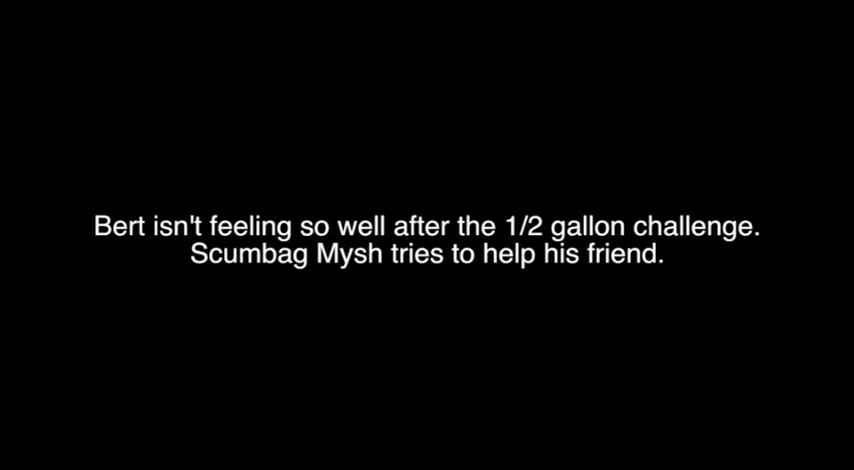 Bert isn't feeling so well after the 1/2 gallon challenge.
Scumbag Mysh tries to help his friend.